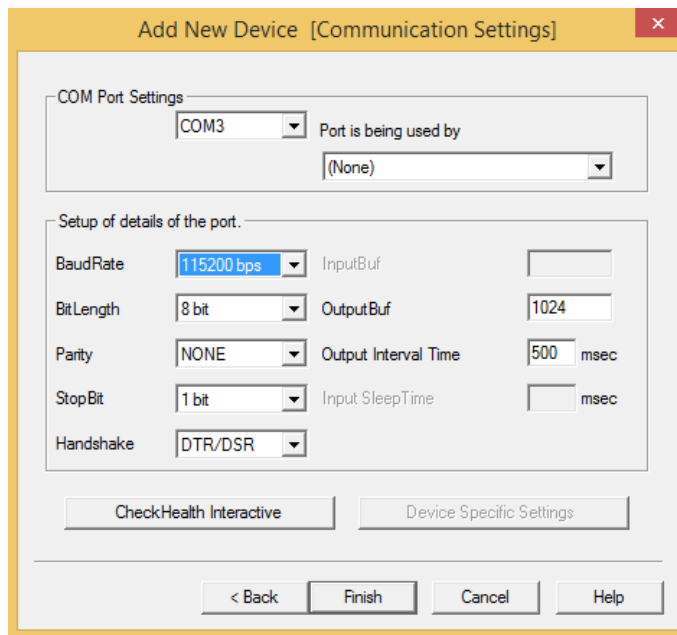 Add New Device [Communication Settings]
COM Port Settings
COM3
Port is being used by
(None)
Setup of details of the port.
BaudRate 115200 bps InputBuf
BitLength 8 bit OutputBuf 1024
Parity NONE Output Interval Time 500 msec
StopBit 1 bit Input SleepTime msec
Handshake DTR/DSR
CheckHealth Interactive Device Specific Settings
< Back Finish Cancel Help